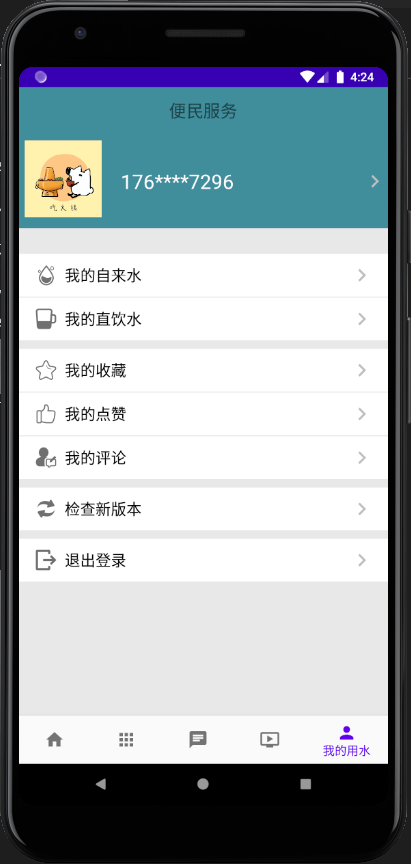 4:24
便民服务
吃火锅
176****7296
我的自来水
我的直饮水
我的收藏
我的点赞
我的评论
检查新版本
退出登录
我的用水